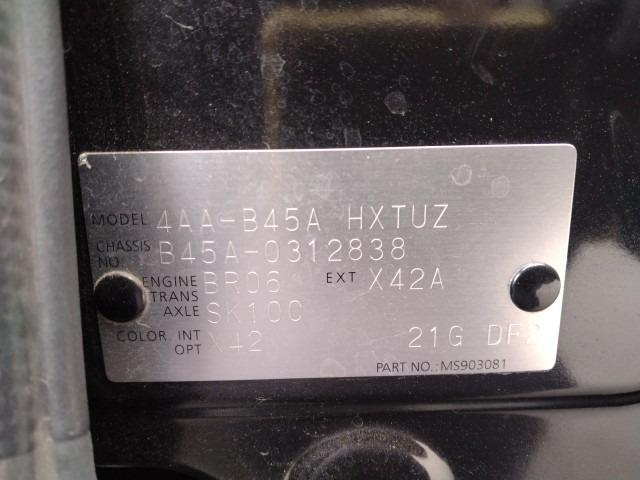 MODEL 4AA-B45A HXTUZ
CHASSIS NO. B45A-0312838
ENGINE BR06 EXT X42A
TRANS AXLE SK10C
COLOR INT X42
OPT 21G DF2
PART NO.:MS903081